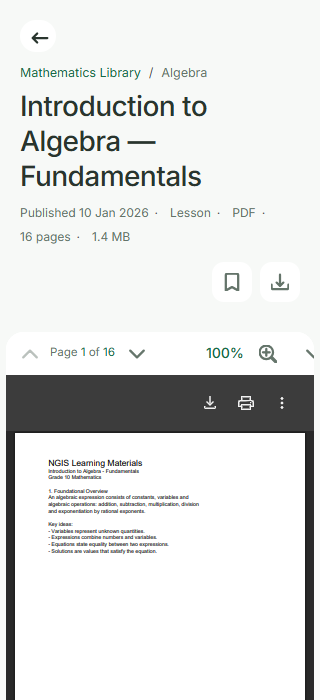 Mathematics Library / Algebra
Introduction to
Algebra —
Fundamentals
Published 10 Jan 2026 · Lesson · PDF ·
16 pages · 1.4 MB
Page 1 of 16
100%
NGIS Learning Materials
Introduction to Algebra - Fundamentals
Grade 10 Mathematics
1. Foundational Overview
An algebraic expression consists of constants, variables and
algebraic operations: addition, subtraction, multiplication, division
and exponentiation by rational exponents.
Key ideas:
- Variables represent unknown quantities.
- Expressions combine numbers and variables.
- Equations state equality between two expressions.
- Solutions are values that satisfy the equation.